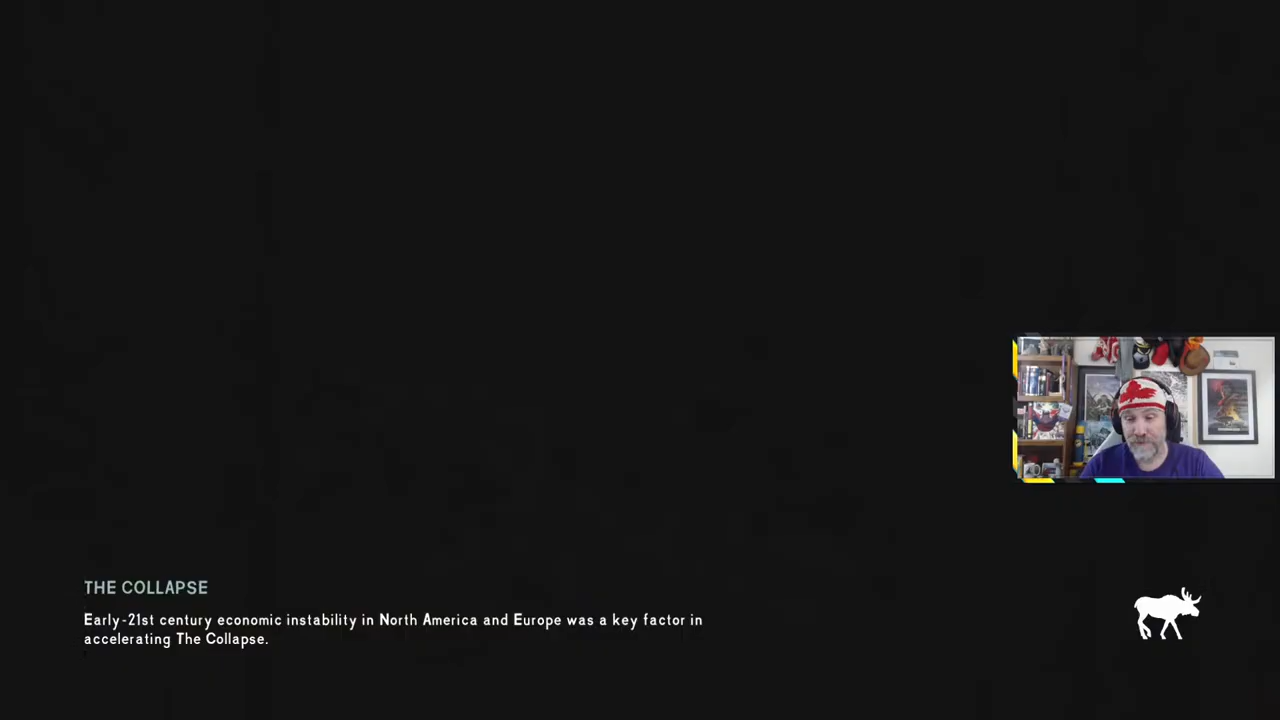 THE COLLAPSE
Early-21st century economic instability in North America and Europe was a key factor in
accelerating The Collapse.